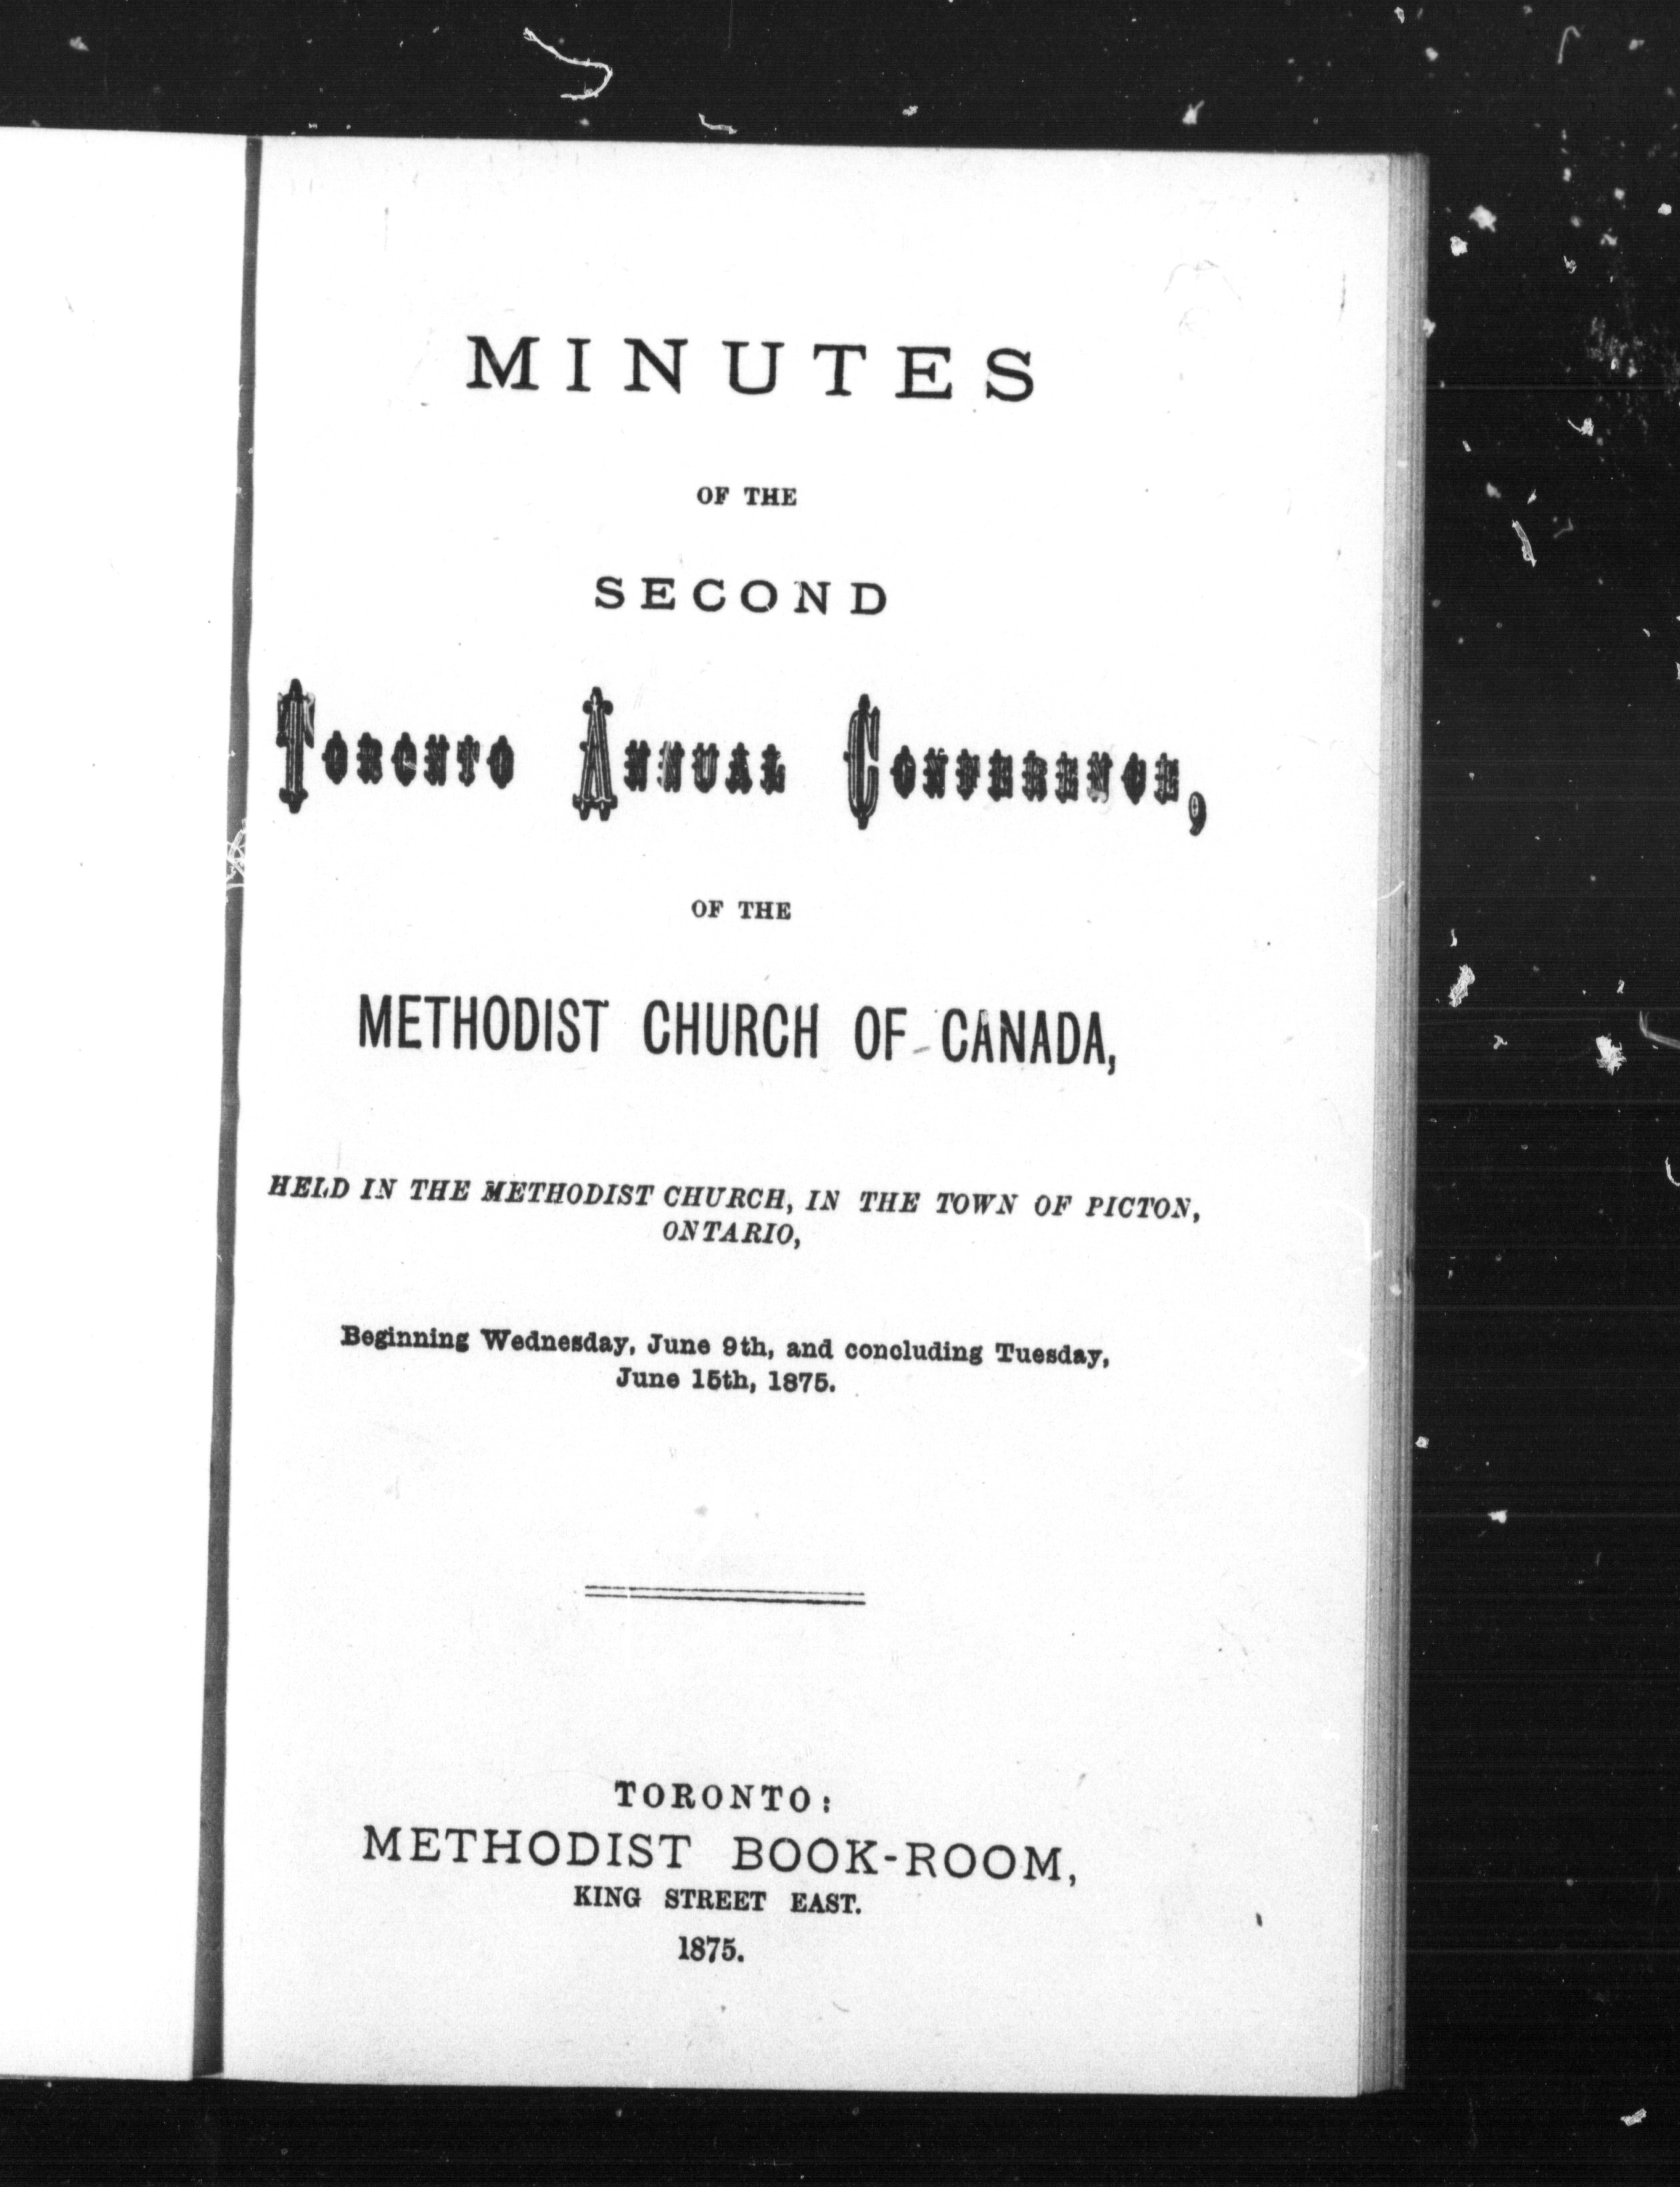 MINUTES
OF THE
SECOND
TORONTO ANNUAL CONFERENCE,
OF THE
METHODIST CHURCH OF CANADA,
HELD IN THE METHODIST CHURCH, IN THE TOWN OF PICTON,
ONTARIO,
Beginning Wednesday, June 9th, and concluding Tuesday,
June 15th, 1875.
TORONTO:
METHODIST BOOK-ROOM,
KING STREET EAST.
1875.